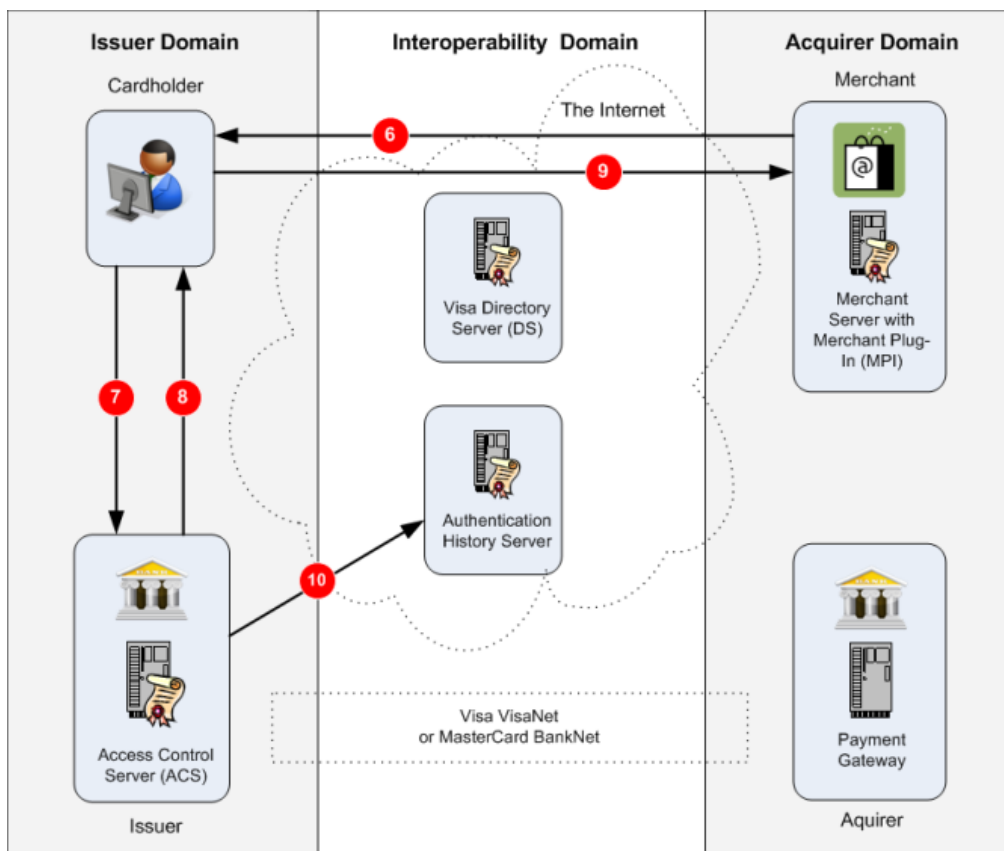 Issuer Domain
Interoperability Domain
Acquirer Domain
Cardholder
Merchant
The Internet
6
9
@
Visa Directory
Server (DS)
Merchant
Server with
Merchant Plug-
In (MPI)
7
8
Authentication
History Server
10
Access Control
Server (ACS)
Visa VisaNet
or MasterCard BankNet
Payment
Gateway
Issuer
Aquirer